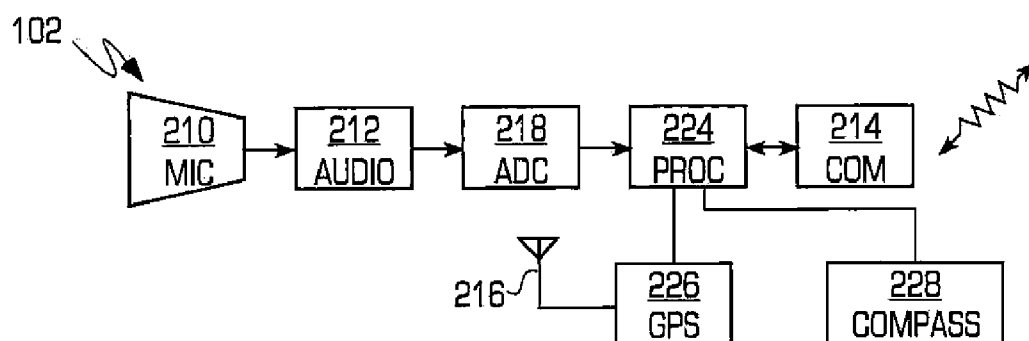 102
210
MIC
212
AUDIO
218
ADC
224
PROC
214
COM
216
226
GPS
228
COMPASS